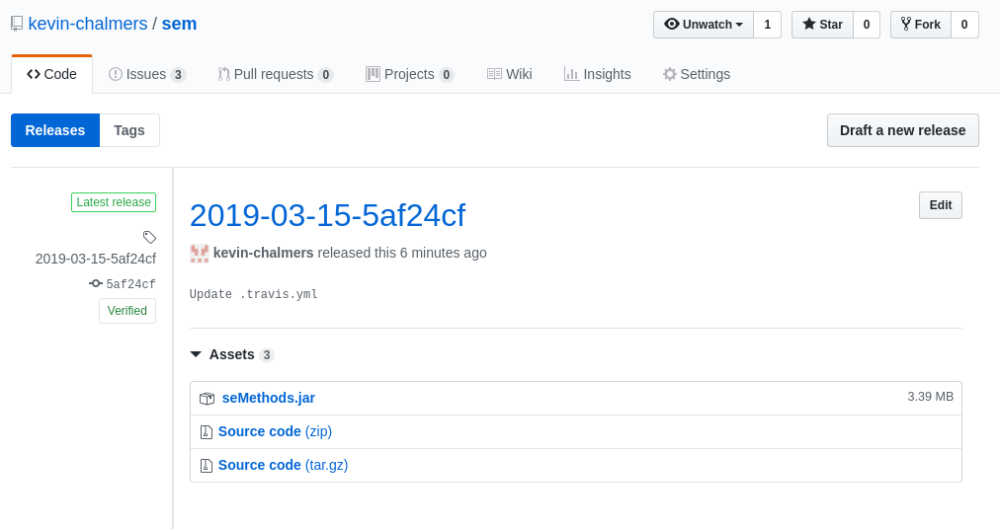 kevin-chalmers / sem
Unwatch 1 Star 0 Fork 0
Code Issues 3 Pull requests 0 Projects 0 Wiki Insights Settings
Releases Tags Draft a new release
Latest release
2019-03-15-5af24cf
5af24cf
Verified
2019-03-15-5af24cf Edit
kevin-chalmers released this 6 minutes ago
Update .travis.yml
Assets 3
seMethods.jar 3.39 MB
Source code (zip)
Source code (tar.gz)